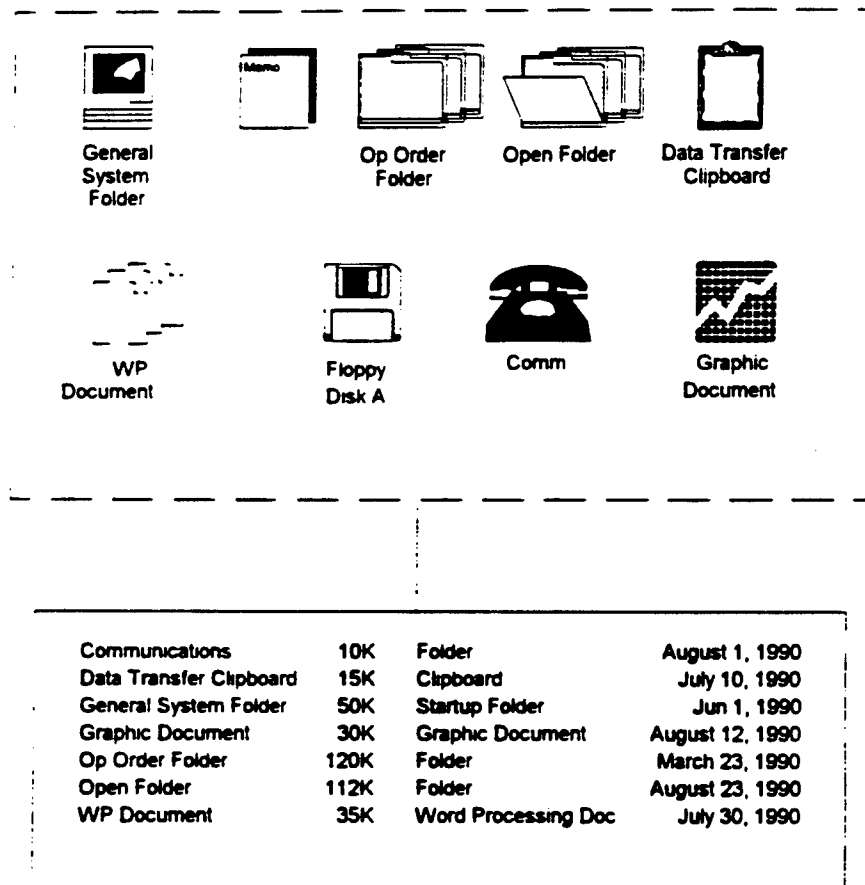 Memo
General
System
Folder
Op Order
Folder
Open Folder
Data Transfer
Clipboard
WP
Document
Floppy
Disk A
Comm
Graphic
Document
Communications 10K Folder August 1, 1990
Data Transfer Clipboard 15K Clipboard July 10, 1990
General System Folder 50K Startup Folder Jun 1, 1990
Graphic Document 30K Graphic Document August 12, 1990
Op Order Folder 120K Folder March 23, 1990
Open Folder 112K Folder August 23, 1990
WP Document 35K Word Processing Doc July 30, 1990